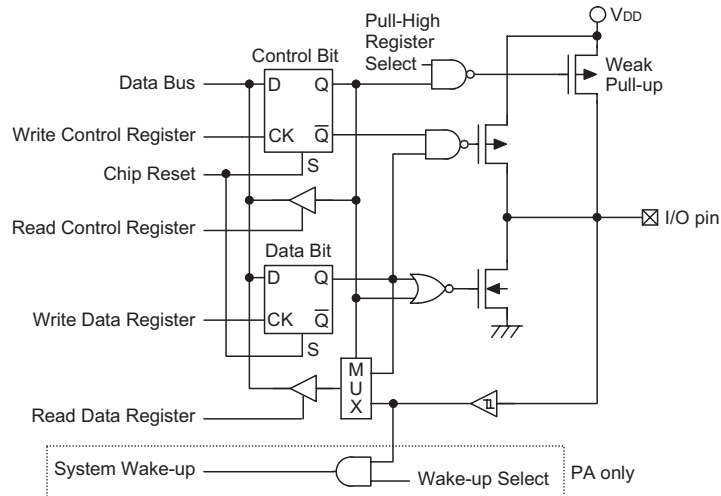 VDD
Pull-High
Register
Select
Control Bit
Weak
Pull-up
Data Bus
D
Q
Write Control Register
CK
Q
S
Chip Reset
Read Control Register
I/O pin
Data Bit
D
Q
Write Data Register
CK
Q
S
M
U
X
Read Data Register
System Wake-up
Wake-up Select
PA only